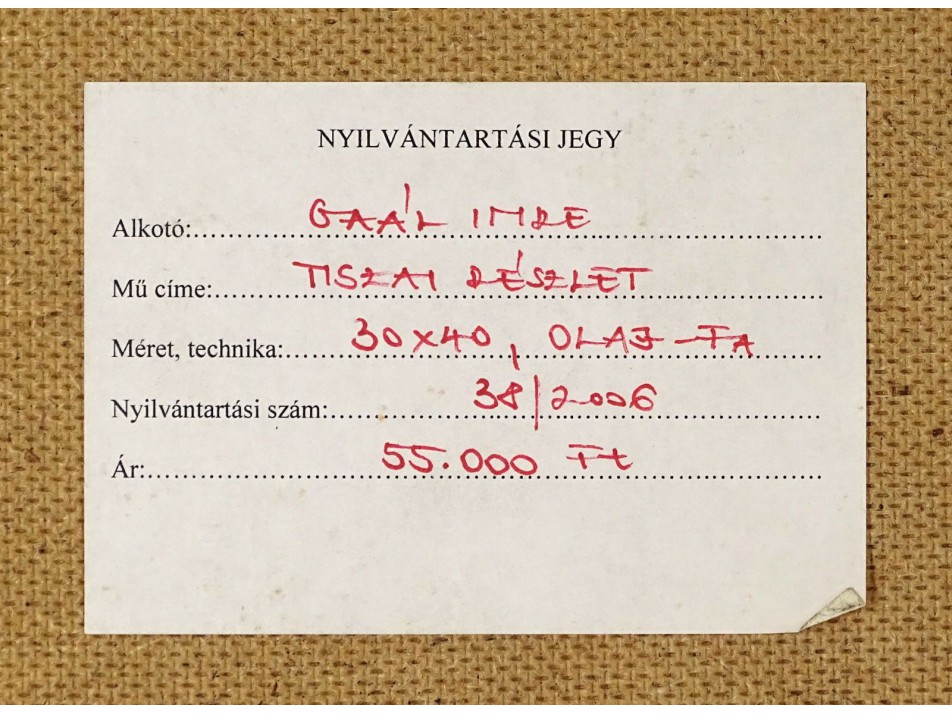 NYILVÁNTARTÁSI JEGY
Alkotó: GAÁL IMRE
Mű címe: TISZAI RÉSZLET
Méret, technika: 30x40, OLAJ-FA
Nyilvántartási szám: 38/2006
Ár: 55.000 Ft